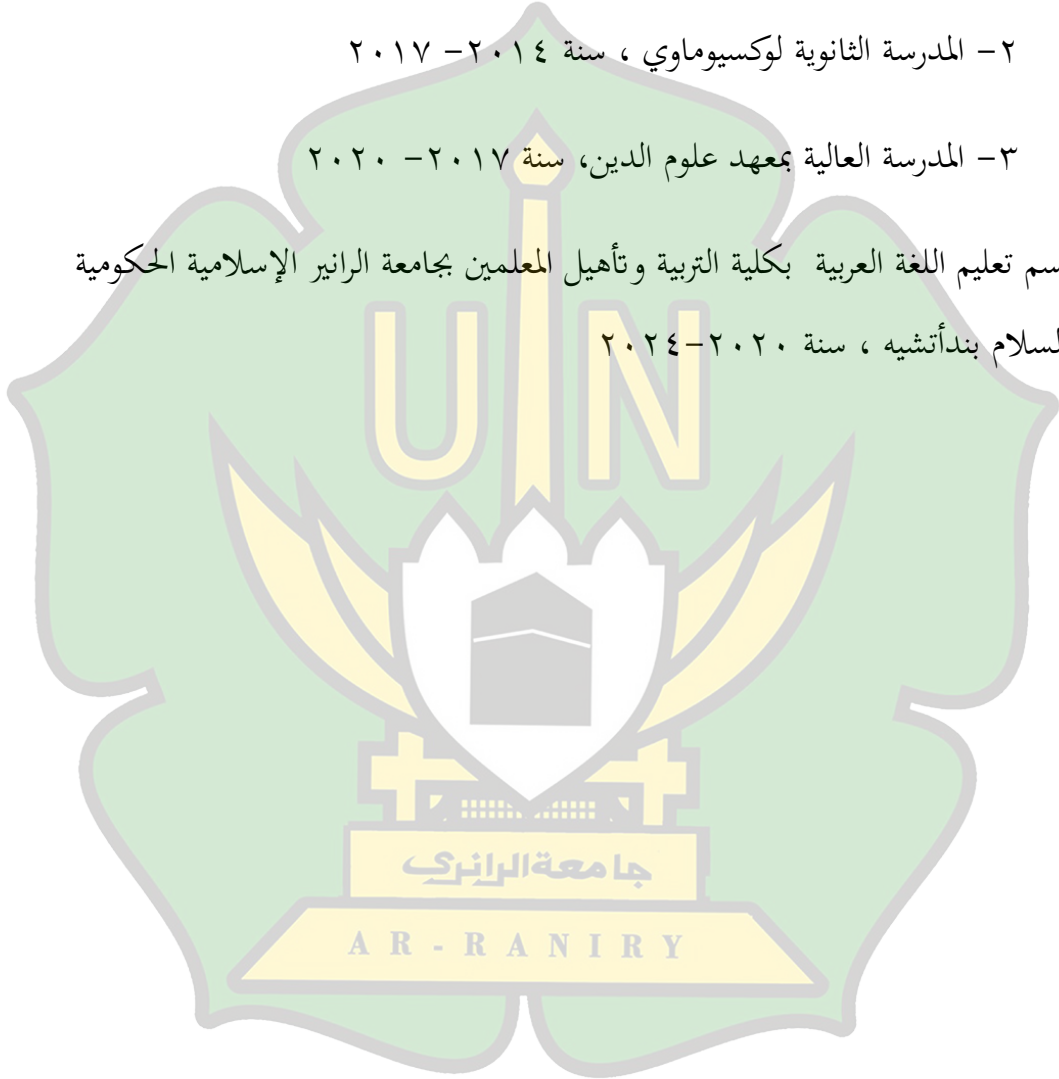 ٢- المدرسة الثانوية لوكسيوماوي ، سنة ٢٠١٤- ٢٠١٧
٣- المدرسة العالية بمعهد علوم الدين، سنة ٢٠١٧- ٢٠٢٠
سم تعليم اللغة العربية بكلية التربية وتأهيل المعلمين بجامعة الرانير الإسلامية الحكومية
لسلام بندأتشيه ، سنة ٢٠٢٠-٢٠٢٤
UIN
جامعة الرانري
AR-RANIRY